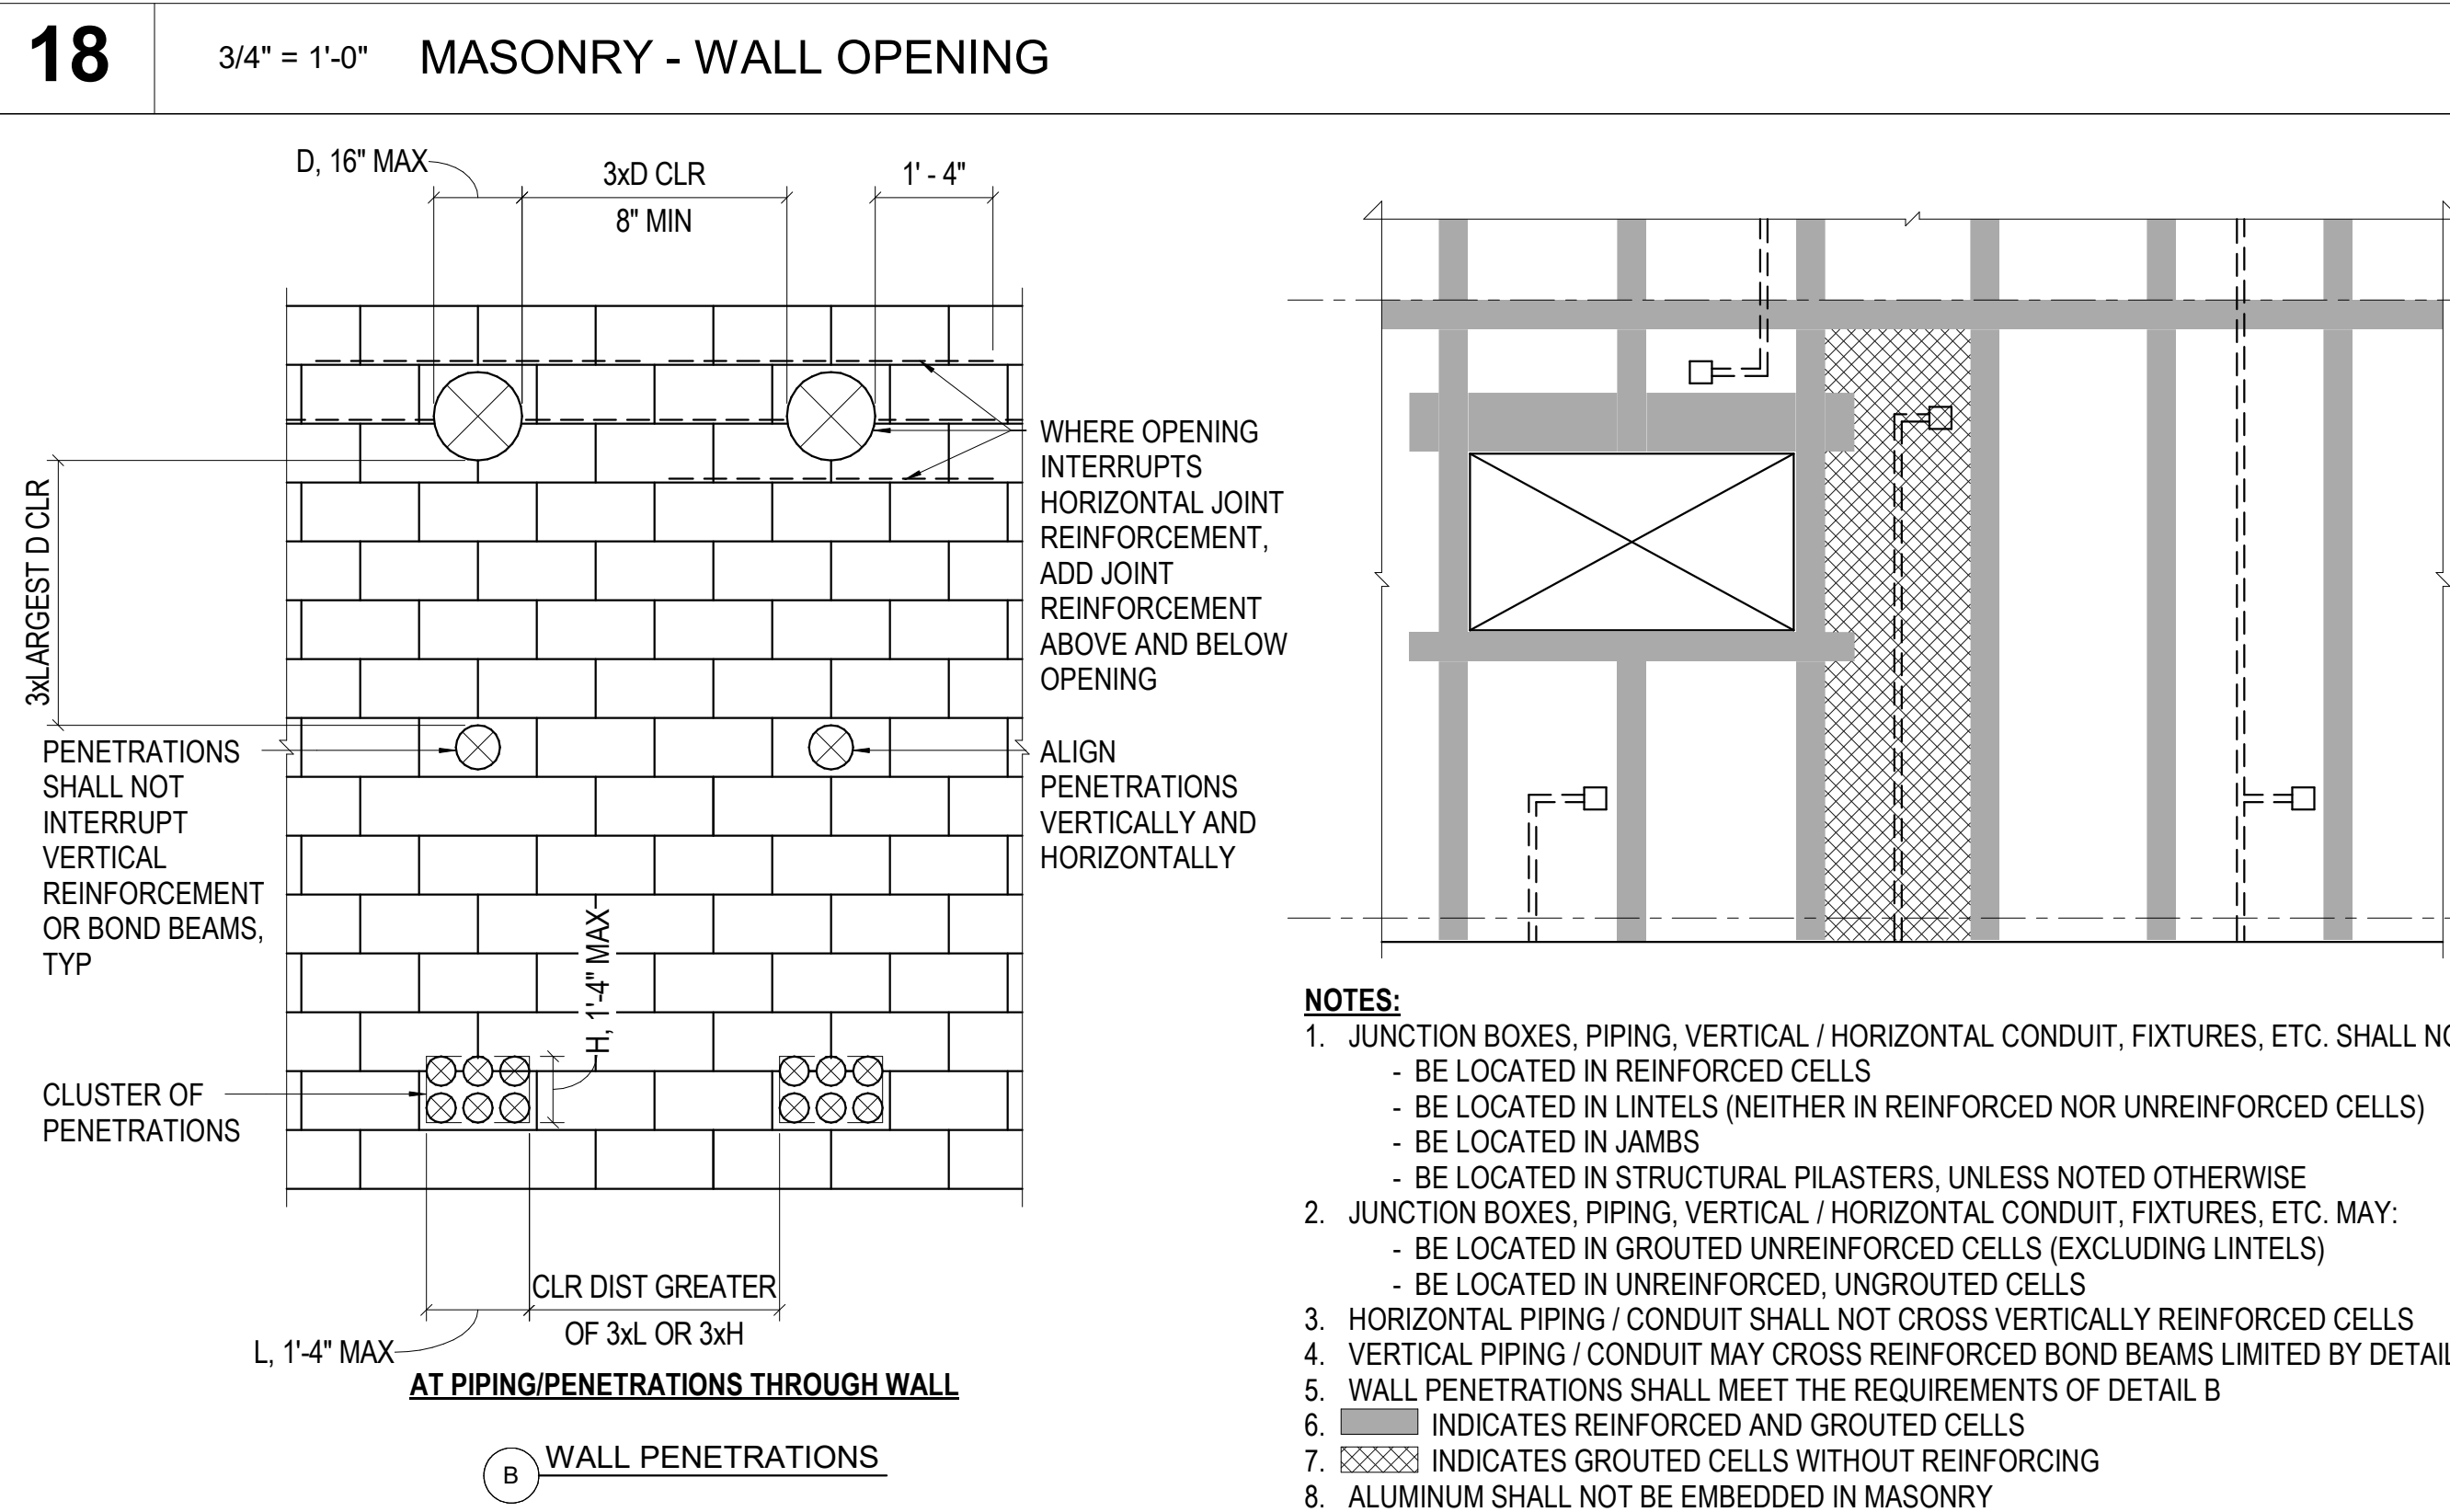 18
3/4" = 1'-0" MASONRY - WALL OPENING
D, 16" MAX
3xD CLR
8" MIN
1' - 4"
3xLARGEST D CLR
WHERE OPENING
INTERRUPTS
HORIZONTAL JOINT
REINFORCEMENT,
ADD JOINT
REINFORCEMENT
ABOVE AND BELOW
OPENING
PENETRATIONS
SHALL NOT
INTERRUPT
VERTICAL
REINFORCEMENT
OR BOND BEAMS,
TYP
ALIGN
PENETRATIONS
VERTICALLY AND
HORIZONTALLY
H, 1'-4" MAX
CLUSTER OF
PENETRATIONS
CLR DIST GREATER
OF 3xL OR 3xH
L, 1'-4" MAX
AT PIPING/PENETRATIONS THROUGH WALL
B WALL PENETRATIONS
NOTES:
1. JUNCTION BOXES, PIPING, VERTICAL / HORIZONTAL CONDUIT, FIXTURES, ETC. SHALL
- BE LOCATED IN REINFORCED CELLS
- BE LOCATED IN LINTELS (NEITHER IN REINFORCED NOR UNREINFORCED CELLS)
- BE LOCATED IN JAMBS
- BE LOCATED IN STRUCTURAL PILASTERS, UNLESS NOTED OTHERWISE
2. JUNCTION BOXES, PIPING, VERTICAL / HORIZONTAL CONDUIT, FIXTURES, ETC. MAY:
- BE LOCATED IN GROUTED UNREINFORCED CELLS (EXCLUDING LINTELS)
- BE LOCATED IN UNREINFORCED, UNGROUTED CELLS
3. HORIZONTAL PIPING / CONDUIT SHALL NOT CROSS VERTICALLY REINFORCED CELLS
4. VERTICAL PIPING / CONDUIT MAY CROSS REINFORCED BOND BEAMS LIMITED BY DETAIL
5. WALL PENETRATIONS SHALL MEET THE REQUIREMENTS OF DETAIL B
6. INDICATES REINFORCED AND GROUTED CELLS
7. INDICATES GROUTED CELLS WITHOUT REINFORCING
8. ALUMINUM SHALL NOT BE EMBEDDED IN MASONRY